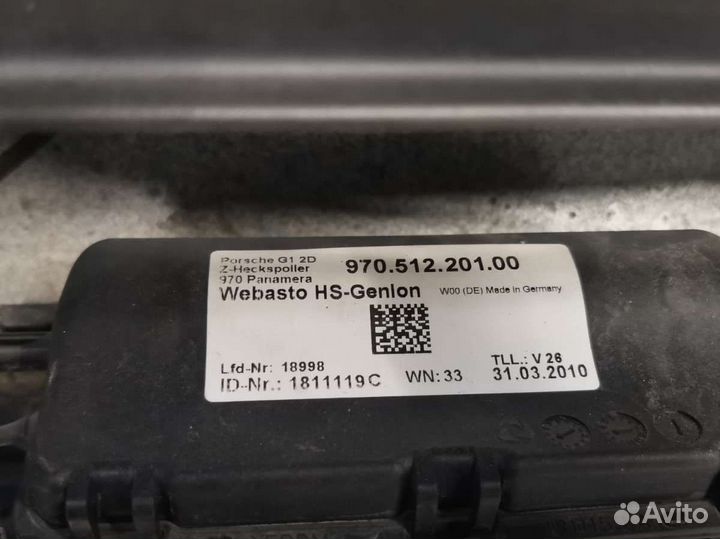 Porsche G1 2D
Z-Heckspoiler 970.512.201.00
970 Panamera
Webasto HS-Genion W00 (DE) Made in Germany
Lfd-Nr: 18998 TLL.: V 26
ID-Nr.: 1811119C WN: 33 31.03.2010
Avito